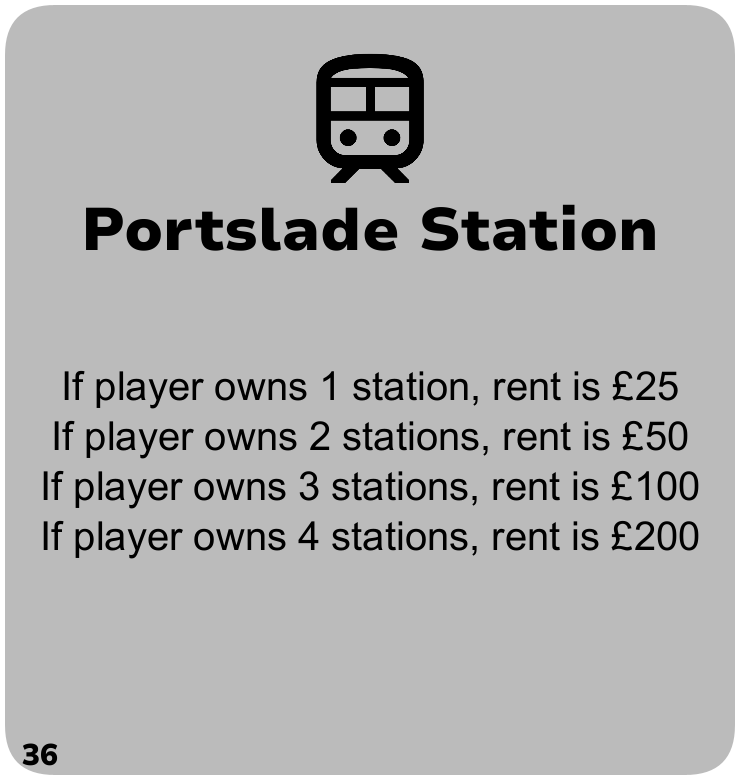 Portslade Station
If player owns 1 station, rent is £25
If player owns 2 stations, rent is £50
If player owns 3 stations, rent is £100
If player owns 4 stations, rent is £200
36